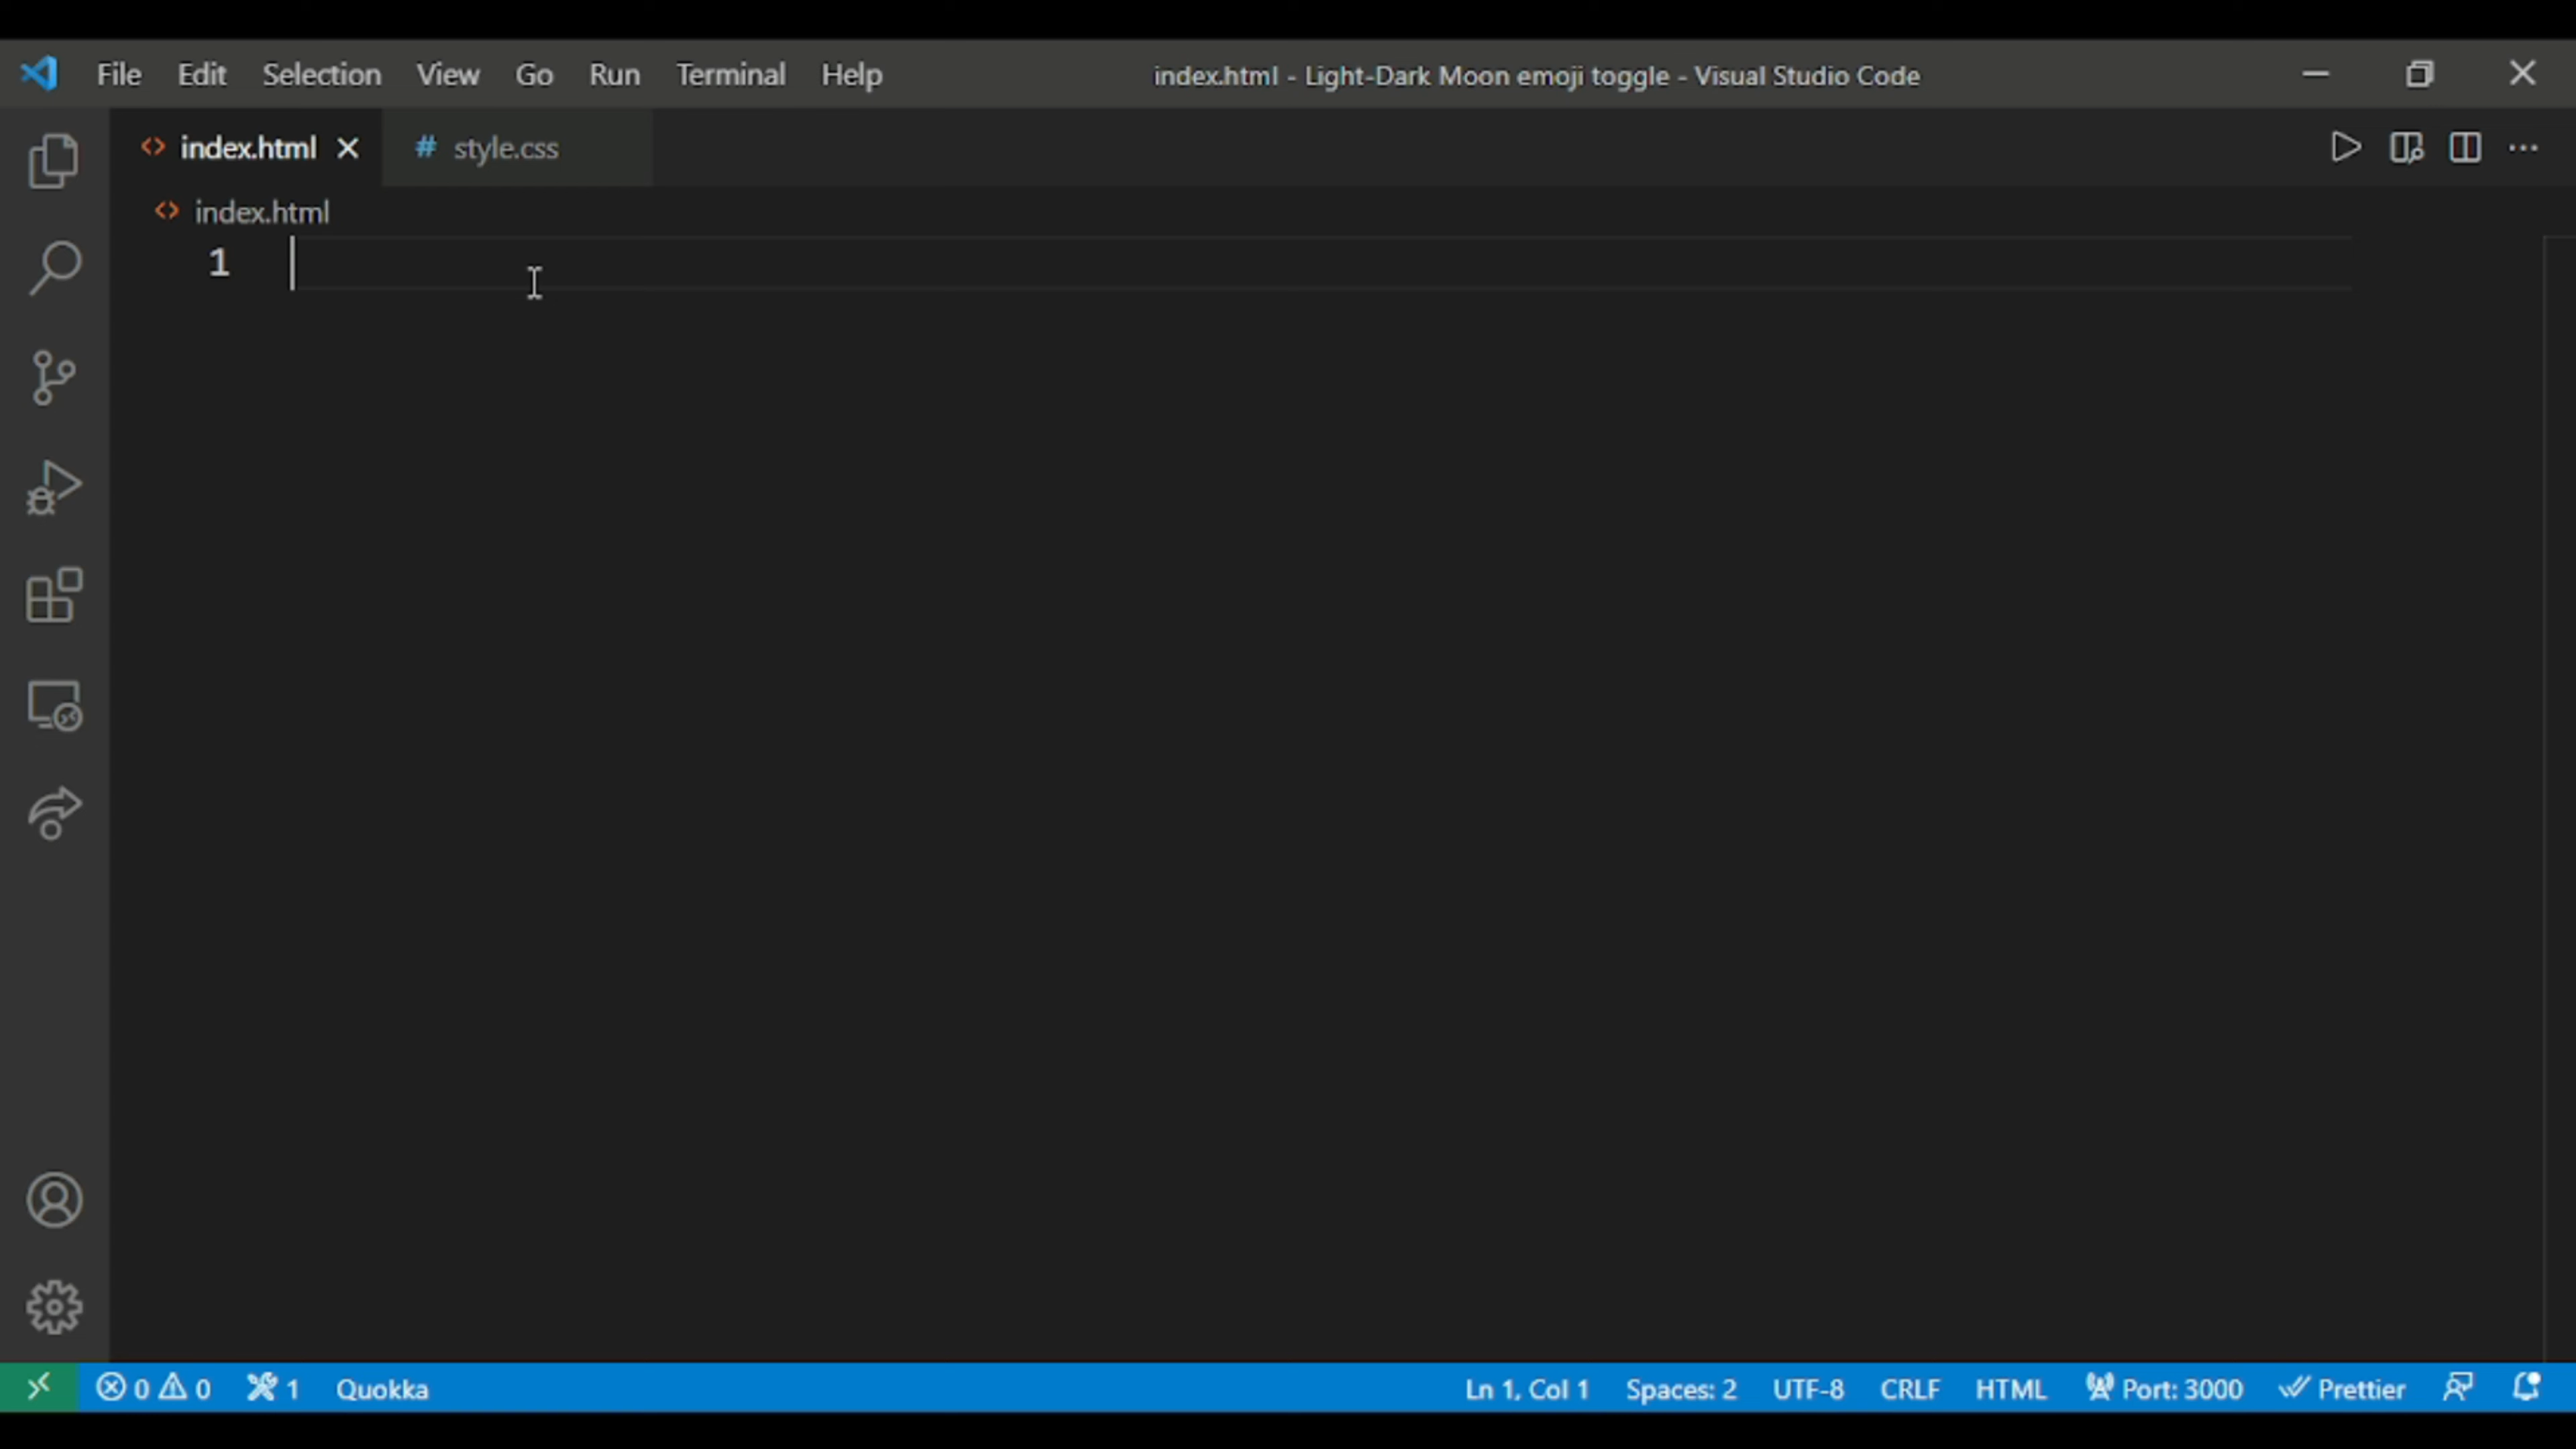 File Edit Selection View Go Run Terminal Help index.html - Light-Dark Moon emoji toggle - Visual Studio Code
index.html # style.css
index.html
1
0 0 1 Quokka Ln 1, Col 1 Spaces: 2 UTF-8 CRLF HTML Port: 3000 Prettier